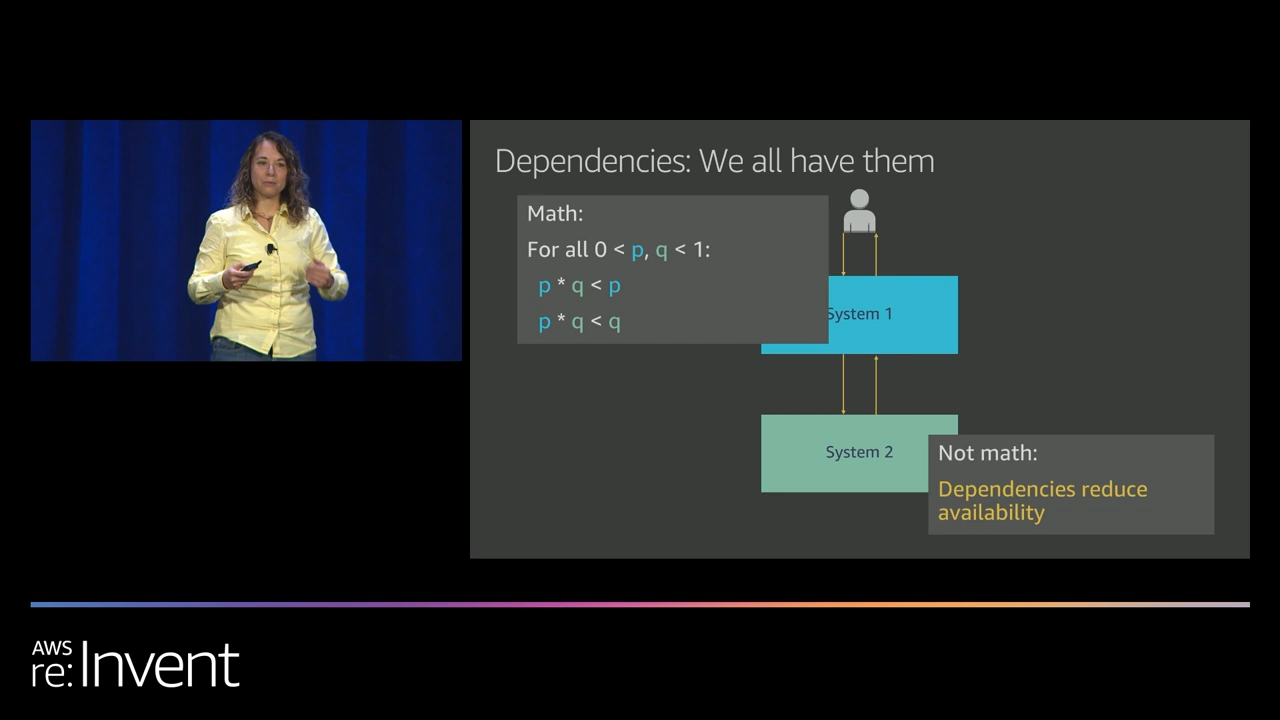 Dependencies: We all have them
Math:
For all 0 < p, q < 1:
p * q < p
p * q < q
System 1
System 2
Not math:
Dependencies reduce
availability
AWS
re:Invent